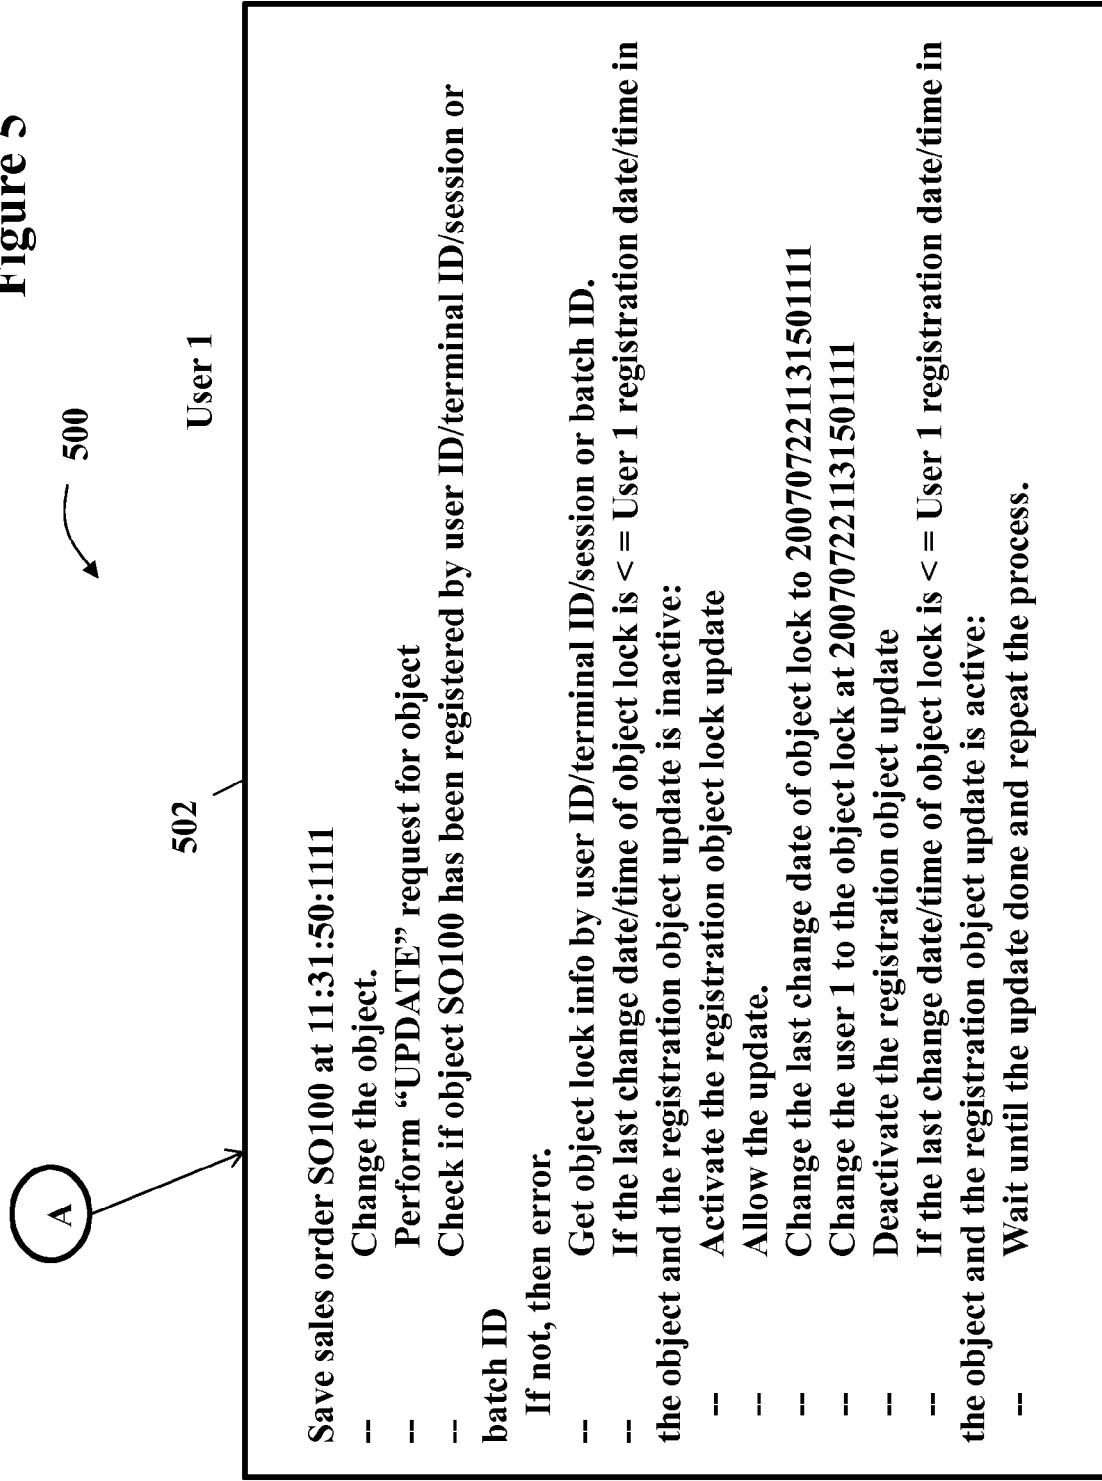 Figure 5
500
User 1
502
A
Save sales order SO100 at 11:31:50:1111
-- Change the object.
-- Perform “UPDATE” request for object
-- Check if object SO100 has been registered by user ID/terminal ID/session or
batch ID
If not, then error.
-- Get object lock info by user ID/terminal ID/session or batch ID.
-- If the last change date/time of object lock is < = User 1 registration date/time in
the object and the registration object update is inactive:
-- Activate the registration object lock update
-- Allow the update.
-- Change the last change date of object lock to 200707221131501111
-- Change the user 1 to the object lock at 200707221131501111
-- Deactivate the registration object update
-- If the last change date/time of object lock is < = User 1 registration date/time in
the object and the registration object update is active:
-- Wait until the update done and repeat the process.